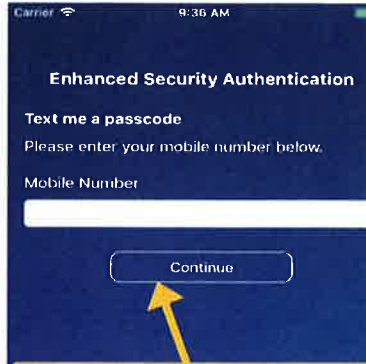 Carrier 9:36 AM
Enhanced Security Authentication
Text me a passcode
Please enter your mobile number below.
Mobile Number
Continue